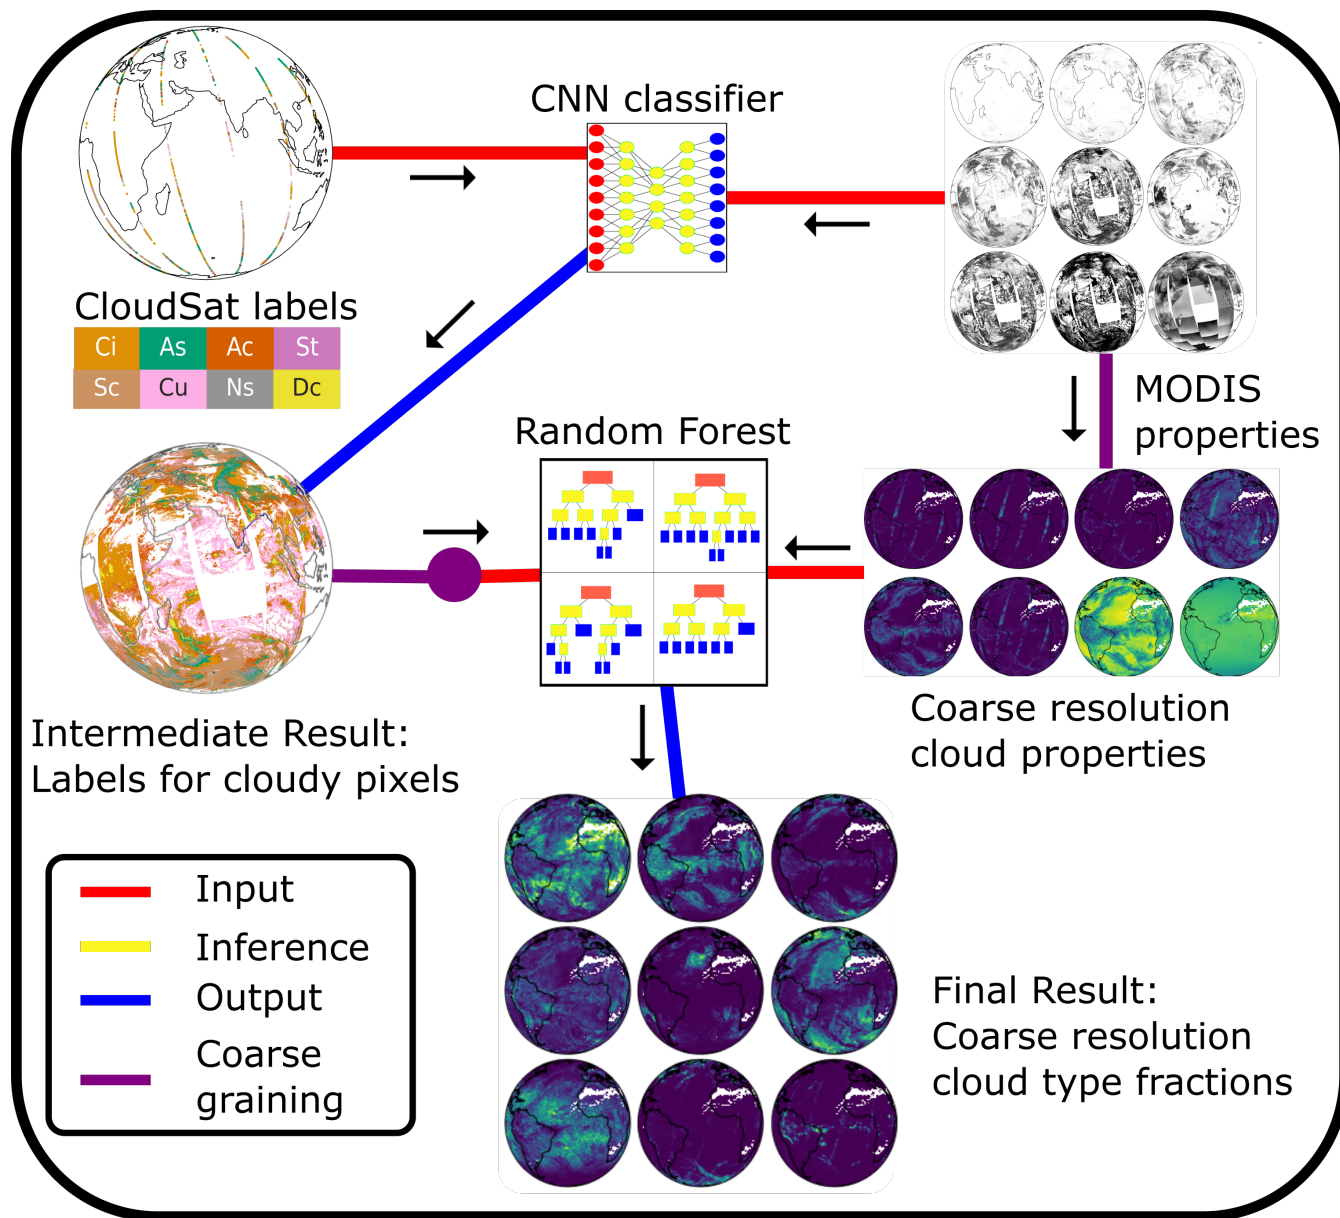 CNN classifier
CloudSat labels
Ci As Ac St
Sc Cu Ns Dc
MODIS
properties
Random Forest
Coarse resolution
cloud properties
Intermediate Result:
Labels for cloudy pixels
Input
Inference
Output
Coarse
graining
Final Result:
Coarse resolution
cloud type fractions